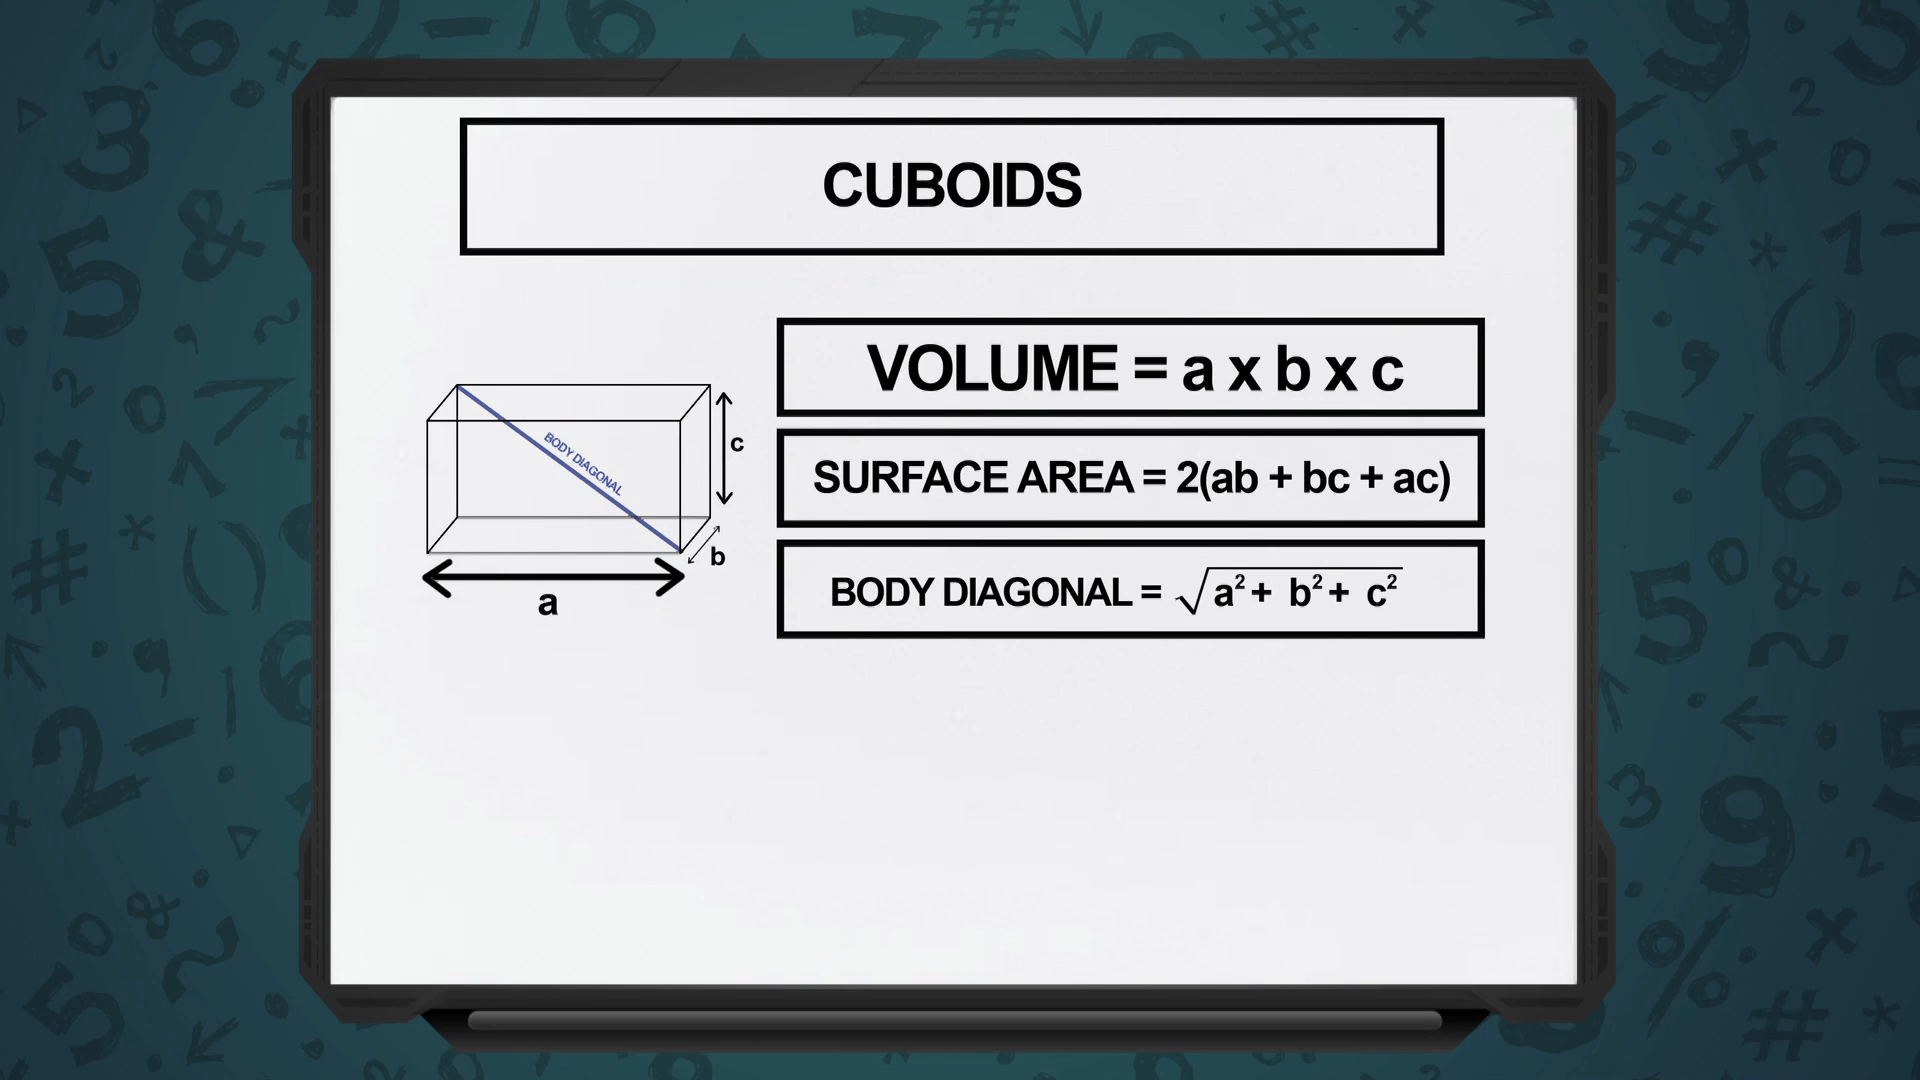 CUBOIDS
VOLUME = a x b x c
BODY DIAGONAL
c
b
a
SURFACE AREA = 2(ab + bc + ac)
BODY DIAGONAL = √a² + b² + c²